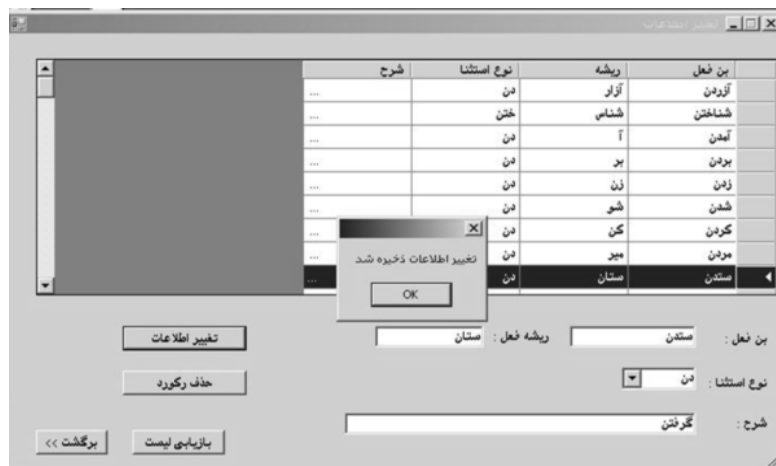 تغییر اطلاعات
بن فعل ریشه نوع استثنا شرح
آزردن آزار دن ...
شناختن شناس ختن ...
آمدن آ دن ...
بردن بر دن ...
زدن زن دن ...
شدن شو دن ...
کردن کن دن ...
مردن میر دن ...
ستدن ستان دن ...
تغییر اطلاعات ذخیره شد
OK
بن فعل : ستدن ریشه فعل : ستان تغییر اطلاعات
نوع استثنا : دن حذف رکورد
شرح : گرفتن
بازیابی لیست برگشت >>